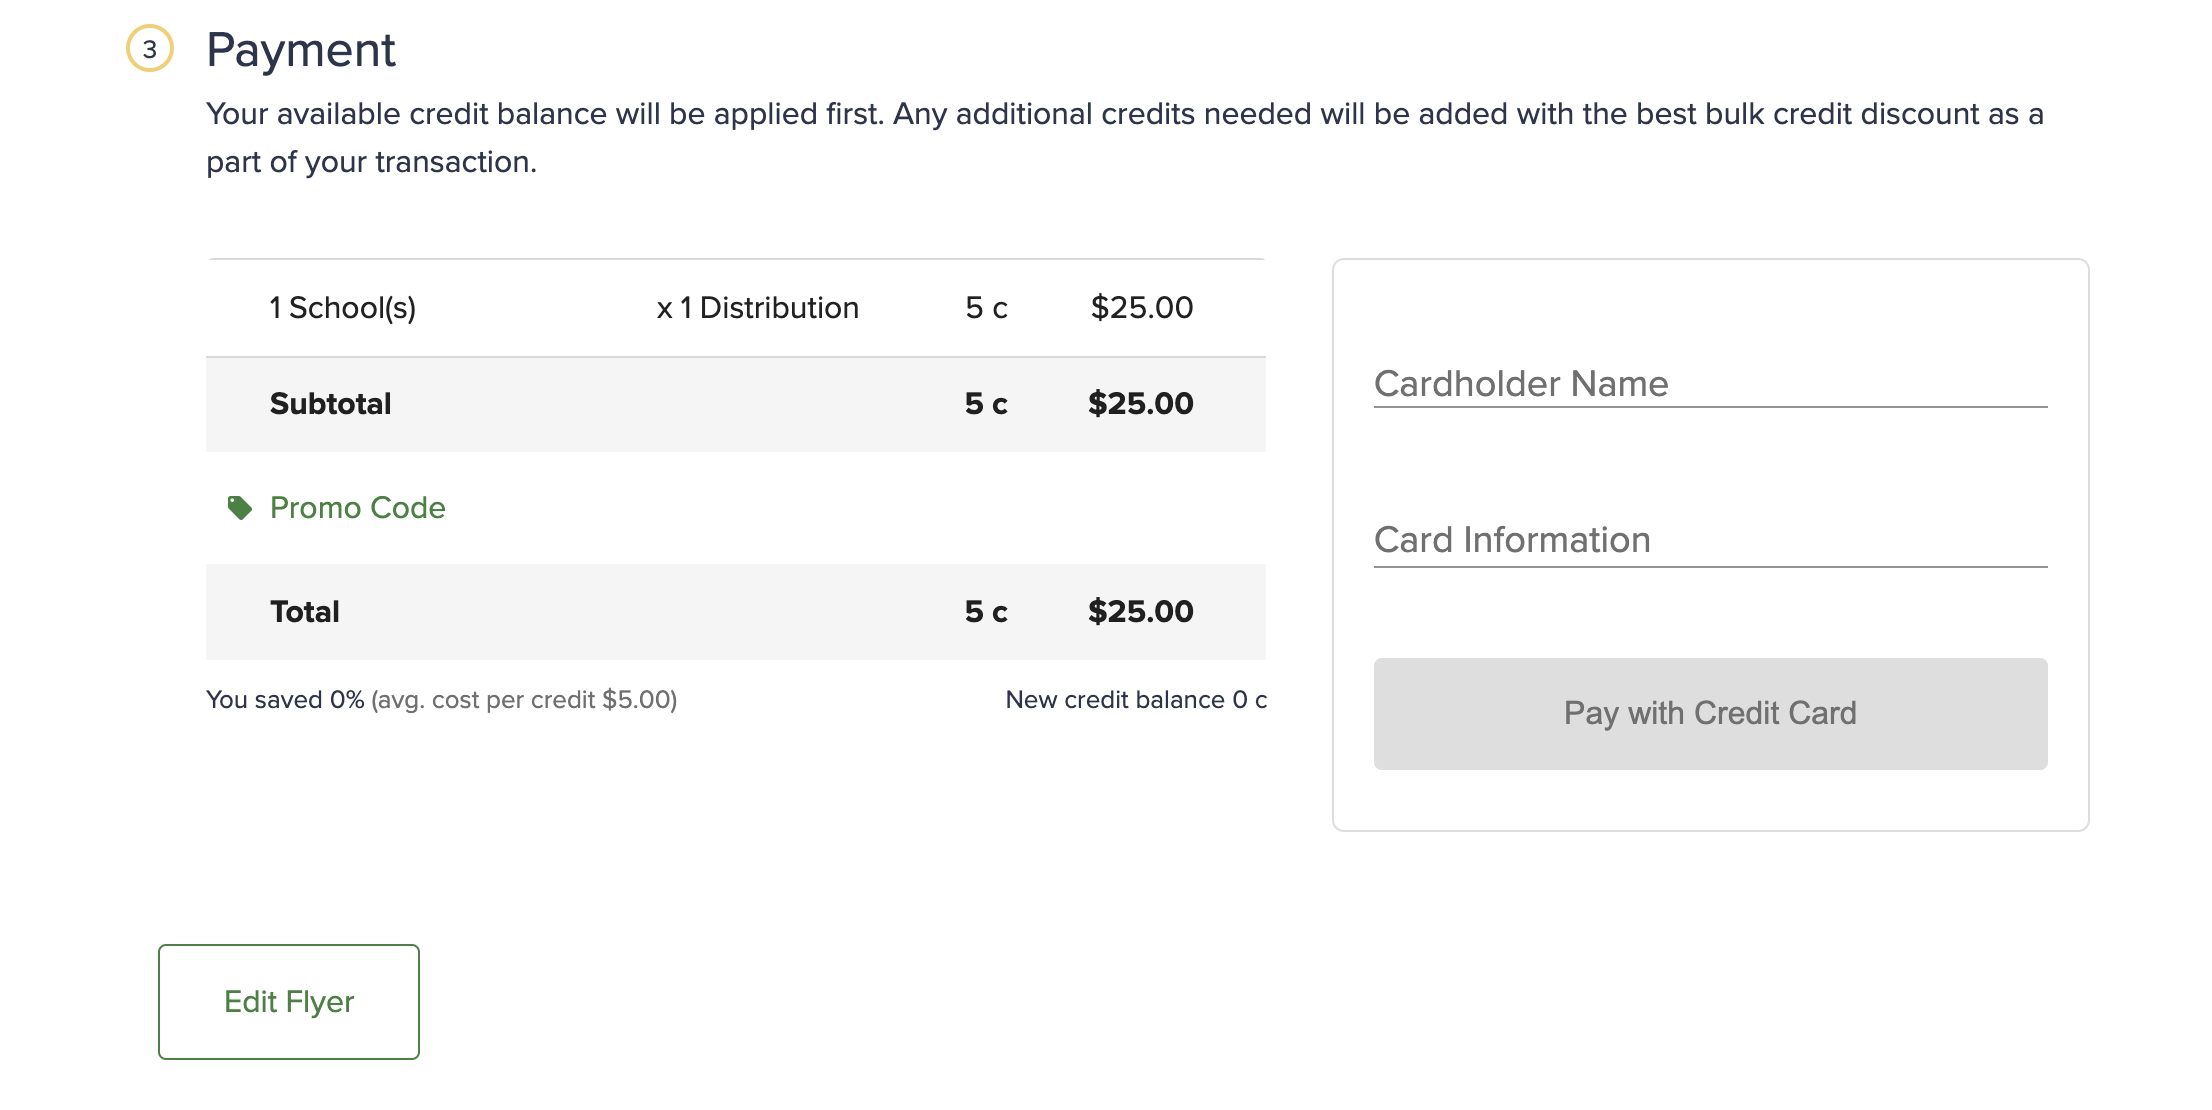 3 Payment
Your available credit balance will be applied first. Any additional credits needed will be added with the best bulk credit discount as a
part of your transaction.
1 School(s) x 1 Distribution 5 c $25.00
Subtotal 5 c $25.00
Promo Code
Total 5 c $25.00
You saved 0% (avg. cost per credit $5.00) New credit balance 0 c
Cardholder Name
Card Information
Pay with Credit Card
Edit Flyer